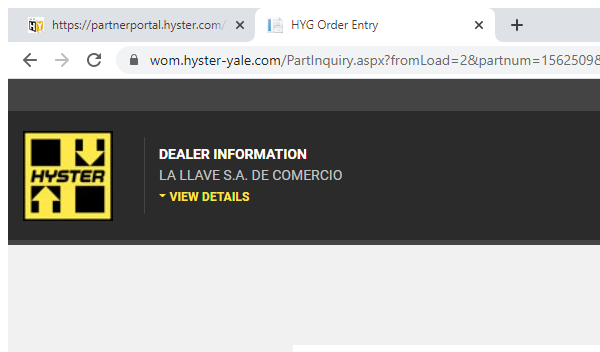 https://partnerportal.hyster.com/
HYG Order Entry
wom.hyster-yale.com/PartInquiry.aspx?fromLoad=2&partnum=1562509&
HYSTER
DEALER INFORMATION
LA LLAVE S.A. DE COMERCIO
VIEW DETAILS